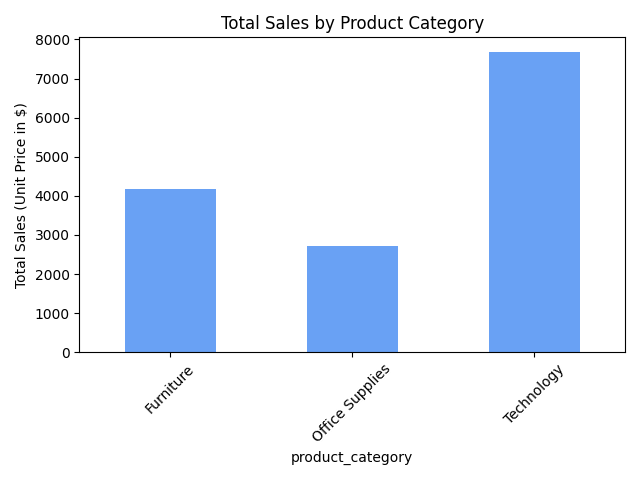 Total Sales by Product Category
Total Sales (Unit Price in $)
8000
7000
6000
5000
4000
3000
2000
1000
0
Furniture
Office Supplies
Technology
product_category